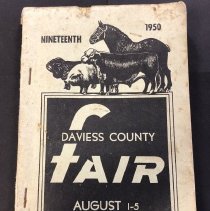 NINETEENTH 1950
DAVIESS COUNTY
fAIR
AUGUST 1-5